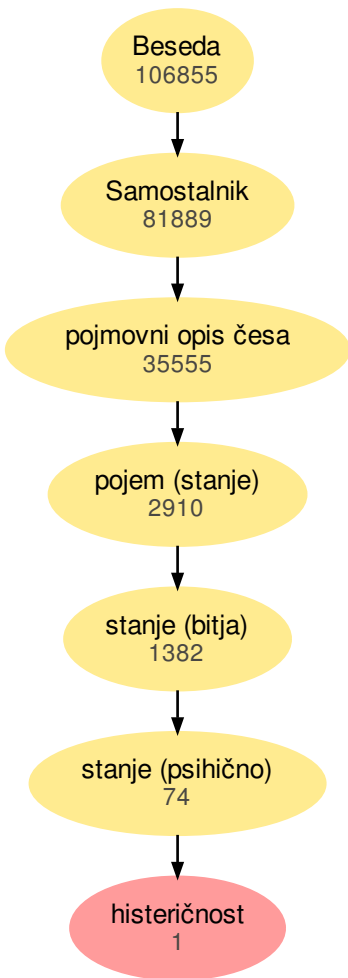 Beseda
106855
Samostalnik
81889
pojmovni opis česa
35555
pojem (stanje)
2910
stanje (bitja)
1382
stanje (psihično)
74
histeričnost
1